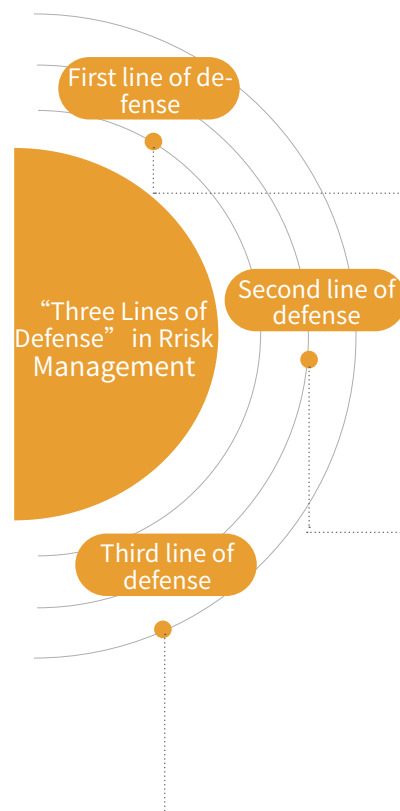 First line of de-
fense
“Three Lines of
Defense” in Rrisk
Management
Second line of
defense
Third line of
defense